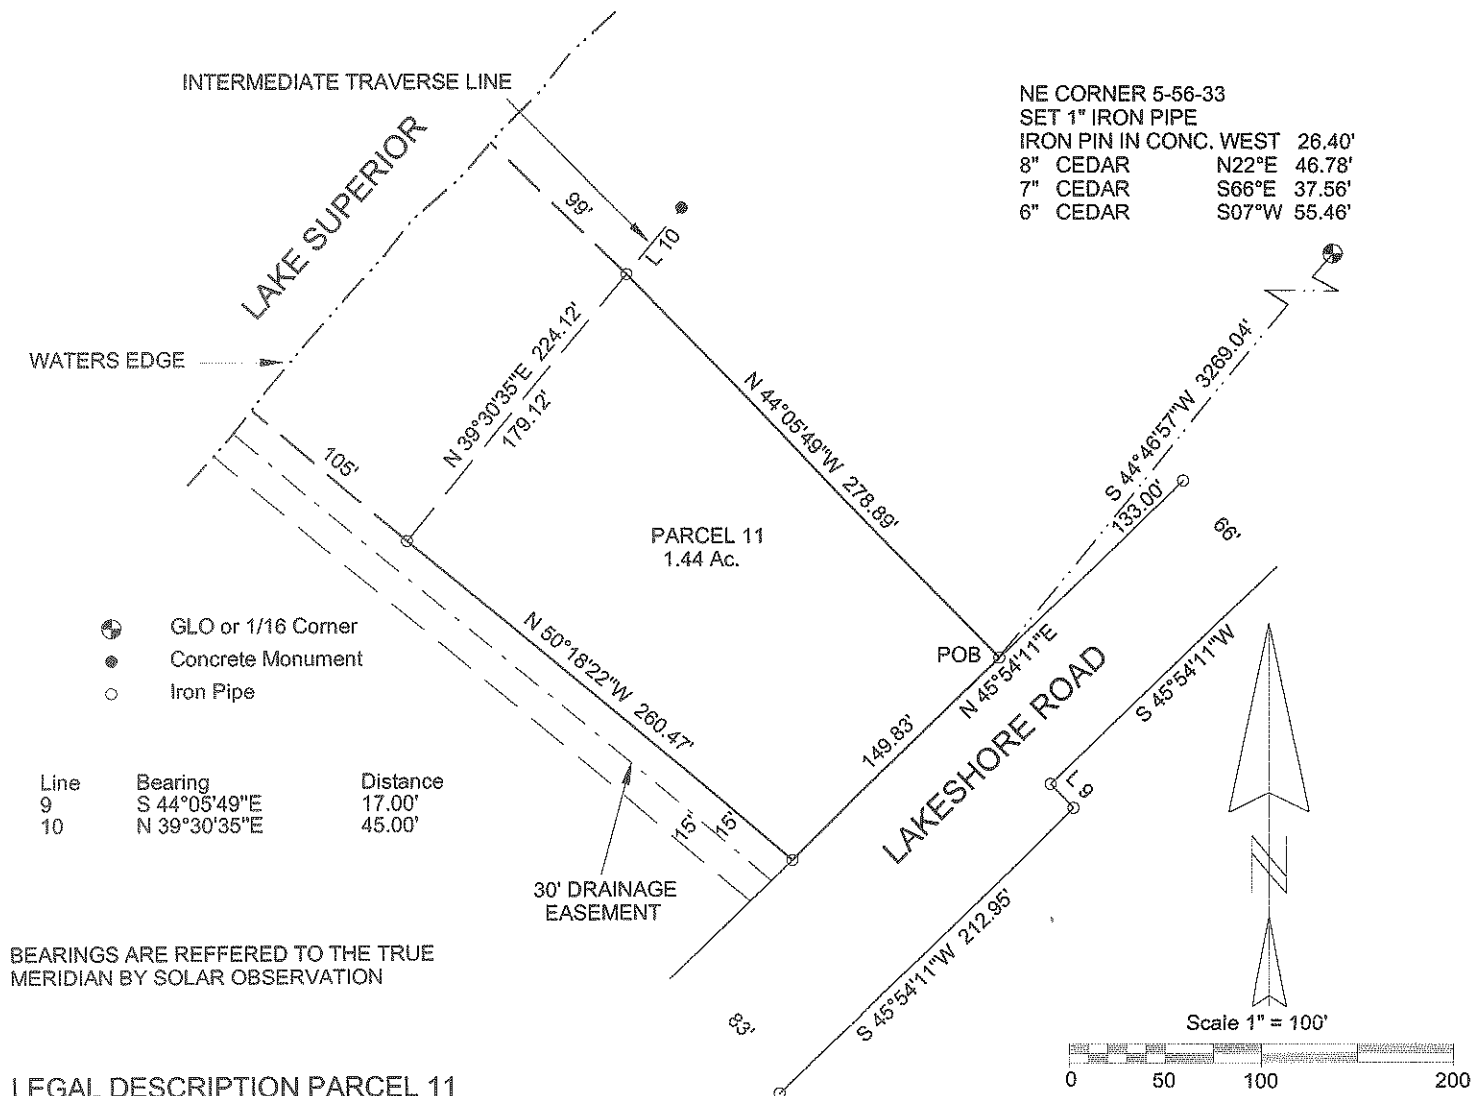 INTERMEDIATE TRAVERSE LINE
NE CORNER 5-56-33
SET 1" IRON PIPE
IRON PIN IN CONC. WEST 26.40'
8" CEDAR N22°E 46.78'
7" CEDAR S66°E 37.56'
6" CEDAR S07°W 55.46'
LAKE SUPERIOR
99'
L 10
WATERS EDGE
N 39°30'35"E 224.12'
179.12'
N 44°05'49"W 278.89'
S 44°46'57"W 3269.04'
133.00'
66'
105'
PARCEL 11
1.44 Ac.
GLO or 1/16 Corner
Concrete Monument
Iron Pipe
N 50°18'22"W 260.47'
POB
N 45°54'11"E
149.83'
LAKESHORE ROAD
S 45°54'11"W
L 9
Line Bearing Distance
9 S 44°05'49"E 17.00'
10 N 39°30'35"E 45.00'
15'
15'
30' DRAINAGE
EASEMENT
N
BEARINGS ARE REFFERED TO THE TRUE
MERIDIAN BY SOLAR OBSERVATION
S 45°54'11"W 212.95'
83'
Scale 1" = 100'
0 50 100 200
LEGAL DESCRIPTION PARCEL 11